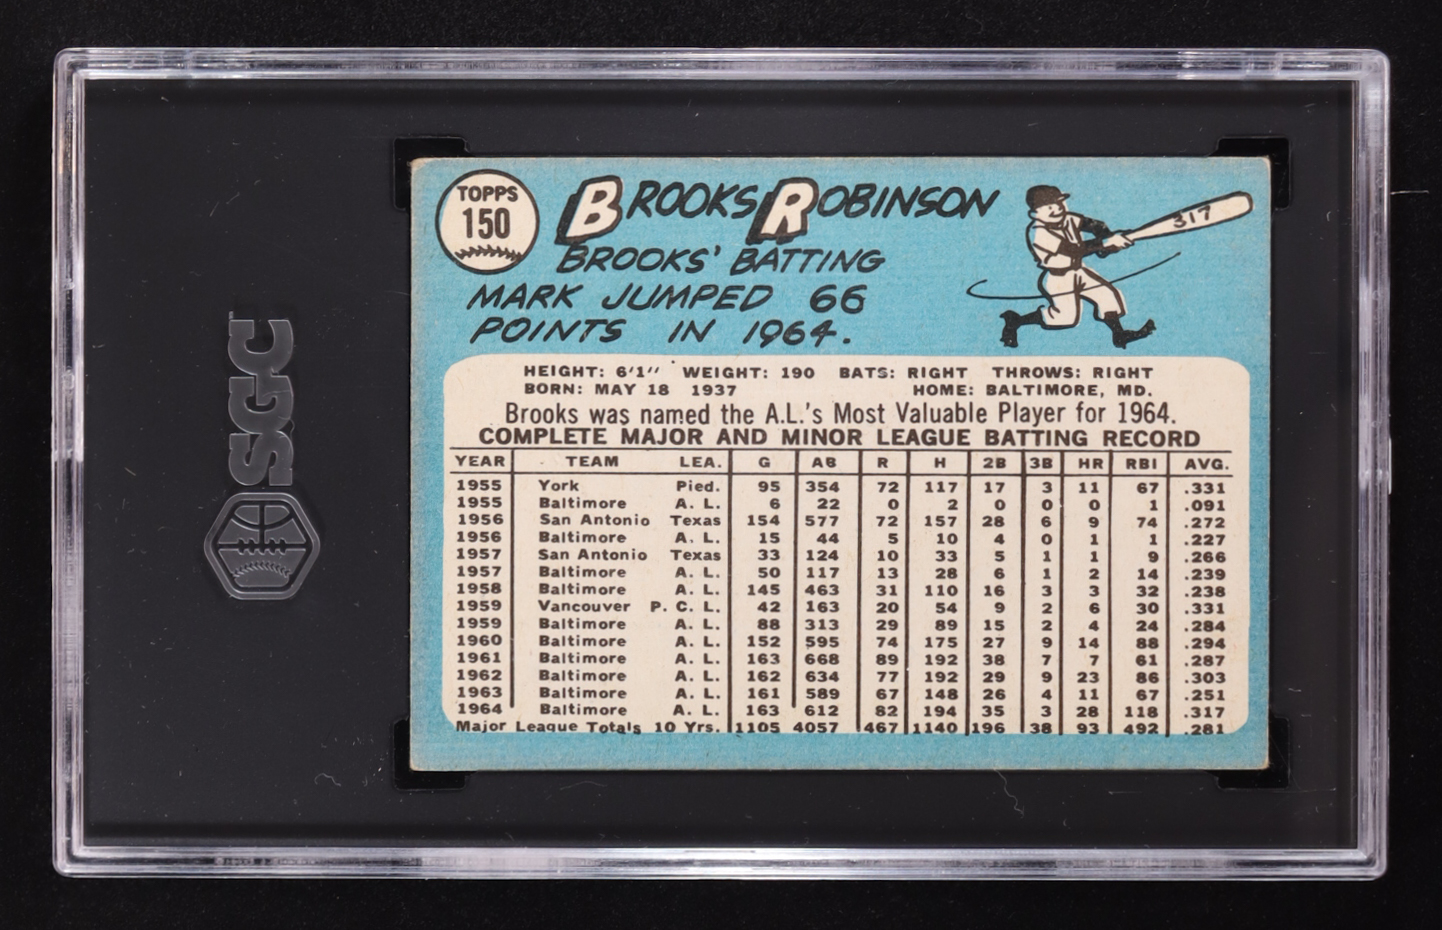 TOPPS
150
BROOKS ROBINSON
BROOKS' BATTING
MARK JUMPED 66
POINTS IN 1964.
317
SGC
HEIGHT: 6'1" WEIGHT: 190 BATS: RIGHT THROWS: RIGHT
BORN: MAY 18 1937 HOME: BALTIMORE, MD.
Brooks was named the A.L.'s Most Valuable Player for 1964.
COMPLETE MAJOR AND MINOR LEAGUE BATTING RECORD
YEAR TEAM LEA. G AB R H 2B 3B HR RBI AVG.
1955 York Pied. 95 354 72 117 17 3 11 67 .331
1955 Baltimore A. L. 6 22 0 2 0 0 0 1 .091
1956 San Antonio Texas 154 577 72 157 28 6 9 74 .272
1956 Baltimore A. L. 15 44 5 10 4 0 1 1 .227
1957 San Antonio Texas 33 124 10 33 5 1 1 9 .266
1957 Baltimore A. L. 50 117 13 28 6 1 2 14 .239
1958 Baltimore A. L. 145 463 31 110 16 3 3 32 .238
1959 Vancouver P. C. L. 42 163 20 54 9 2 6 30 .331
1959 Baltimore A. L. 88 313 29 89 15 2 4 24 .284
1960 Baltimore A. L. 152 595 74 175 27 9 14 88 .294
1961 Baltimore A. L. 163 668 89 192 38 7 7 61 .287
1962 Baltimore A. L. 162 634 77 192 29 9 23 86 .303
1963 Baltimore A. L. 161 589 67 148 26 4 11 67 .251
1964 Baltimore A. L. 163 612 82 194 35 3 28 118 .317
Major League Totals 10 Yrs. 1105 4057 467 1140 196 38 93 492 .281